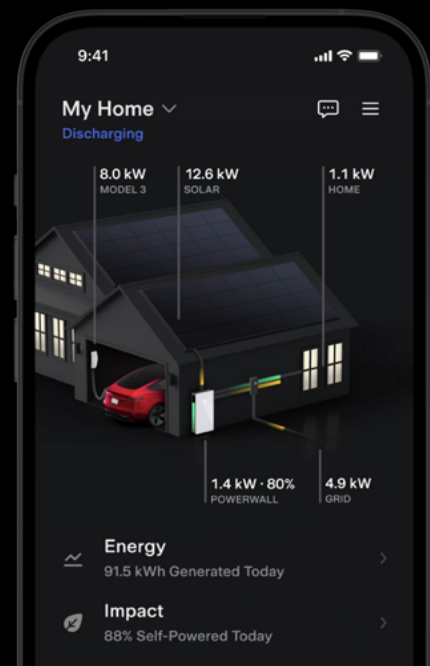 9:41
My Home
Discharging
8.0 kW
MODEL 3
12.6 kW
SOLAR
1.1 kW
HOME
1.4 kW · 80%
POWERWALL
4.9 kW
GRID
Energy
91.5 kWh Generated Today
Impact
88% Self-Powered Today